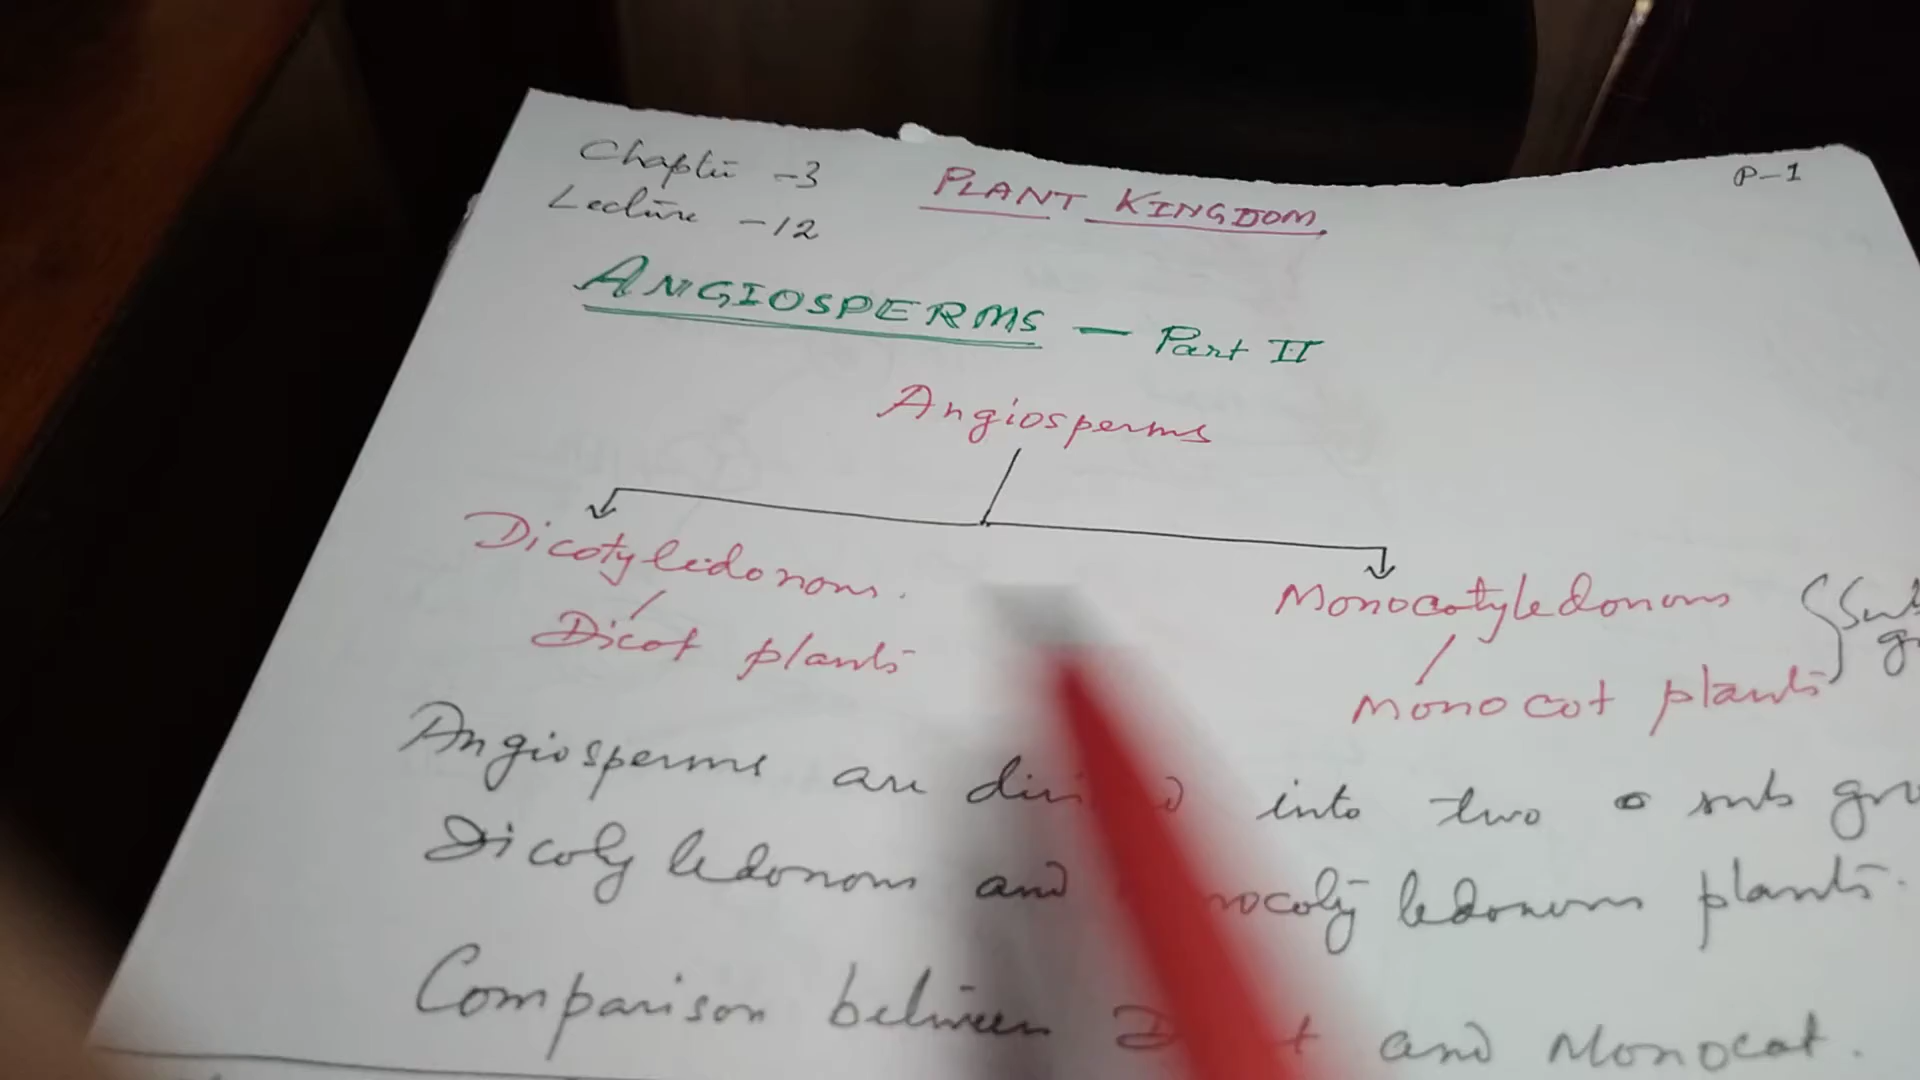 Chapter -3
PLANT KINGDOM.
P-1
Lecture -12
ANGIOSPERMS - Part II
Angiosperms
Dicotyledonous.
Monocotyledonous
Dicot plants
Monocot plants
Angiosperms are into two sub
Dicotyledonous and plants.
Comparison between and Monocot.